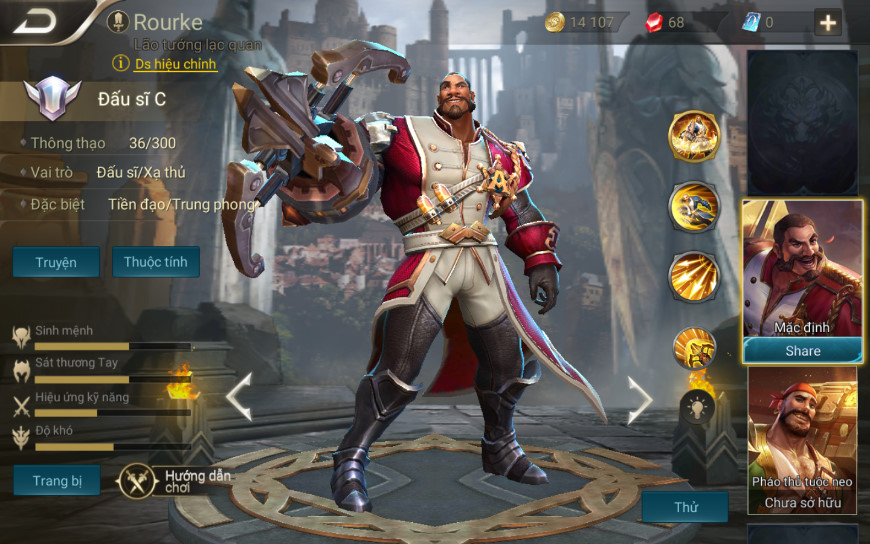 Rourke
Lão tướng lạc quan
Ds hiệu chỉnh
14 107
68
0
Đấu sĩ C
Thông thạo 36/300
Vai trò Đấu sĩ/Xạ thủ
Đặc biệt Tiền đạo/Trung phong
Truyện
Thuộc tính
Sinh mệnh
Sát thương Tay
Hiệu ứng kỹ năng
Độ khó
Trang bị
Hướng dẫn
chơi
Thử
Mặc định
Share
Pháo thủ tuộc neo
Chưa sở hữu